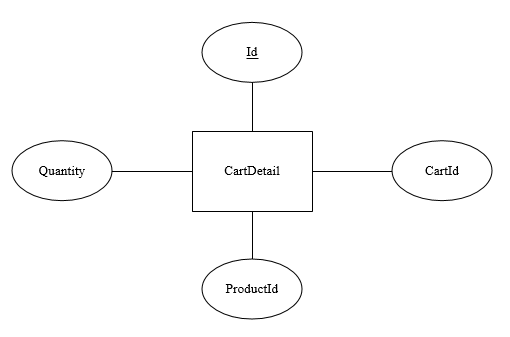 Id
Quantity
CartDetail
CartId
ProductId